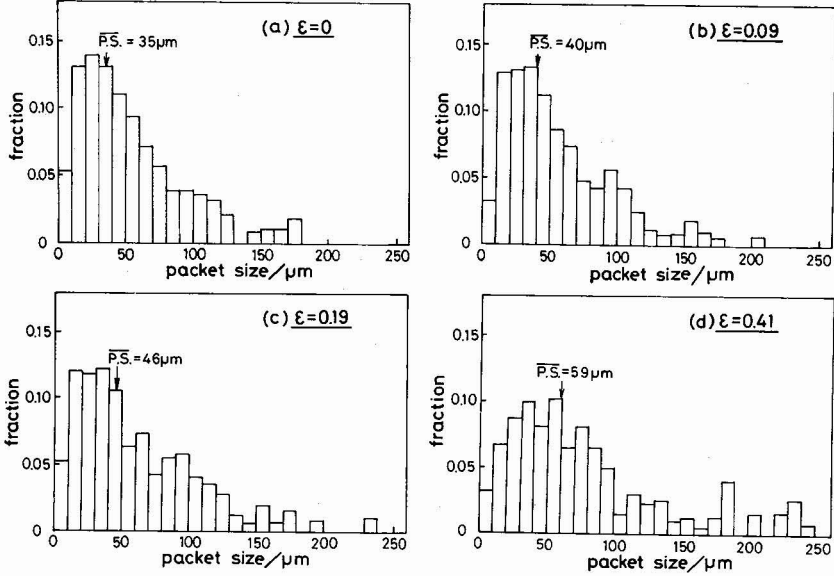 (a) ε=0
P.S. = 35μm
0.15
0.10
0.05
0
fraction
0 50 100 150 200 250
packet size/μm
(b) ε=0.09
P.S. =40μm
0.15
0.10
0.05
0
fraction
0 50 100 150 200 250
packet size/μm
(c) ε=0.19
P.S.=46μm
0.15
0.10
0.05
0
fraction
0 50 100 150 200 250
packet size/μm
(d) ε=0.41
P.S.=59μm
0.15
0.10
0.05
0
fraction
0 50 100 150 200 250
packet size/μm